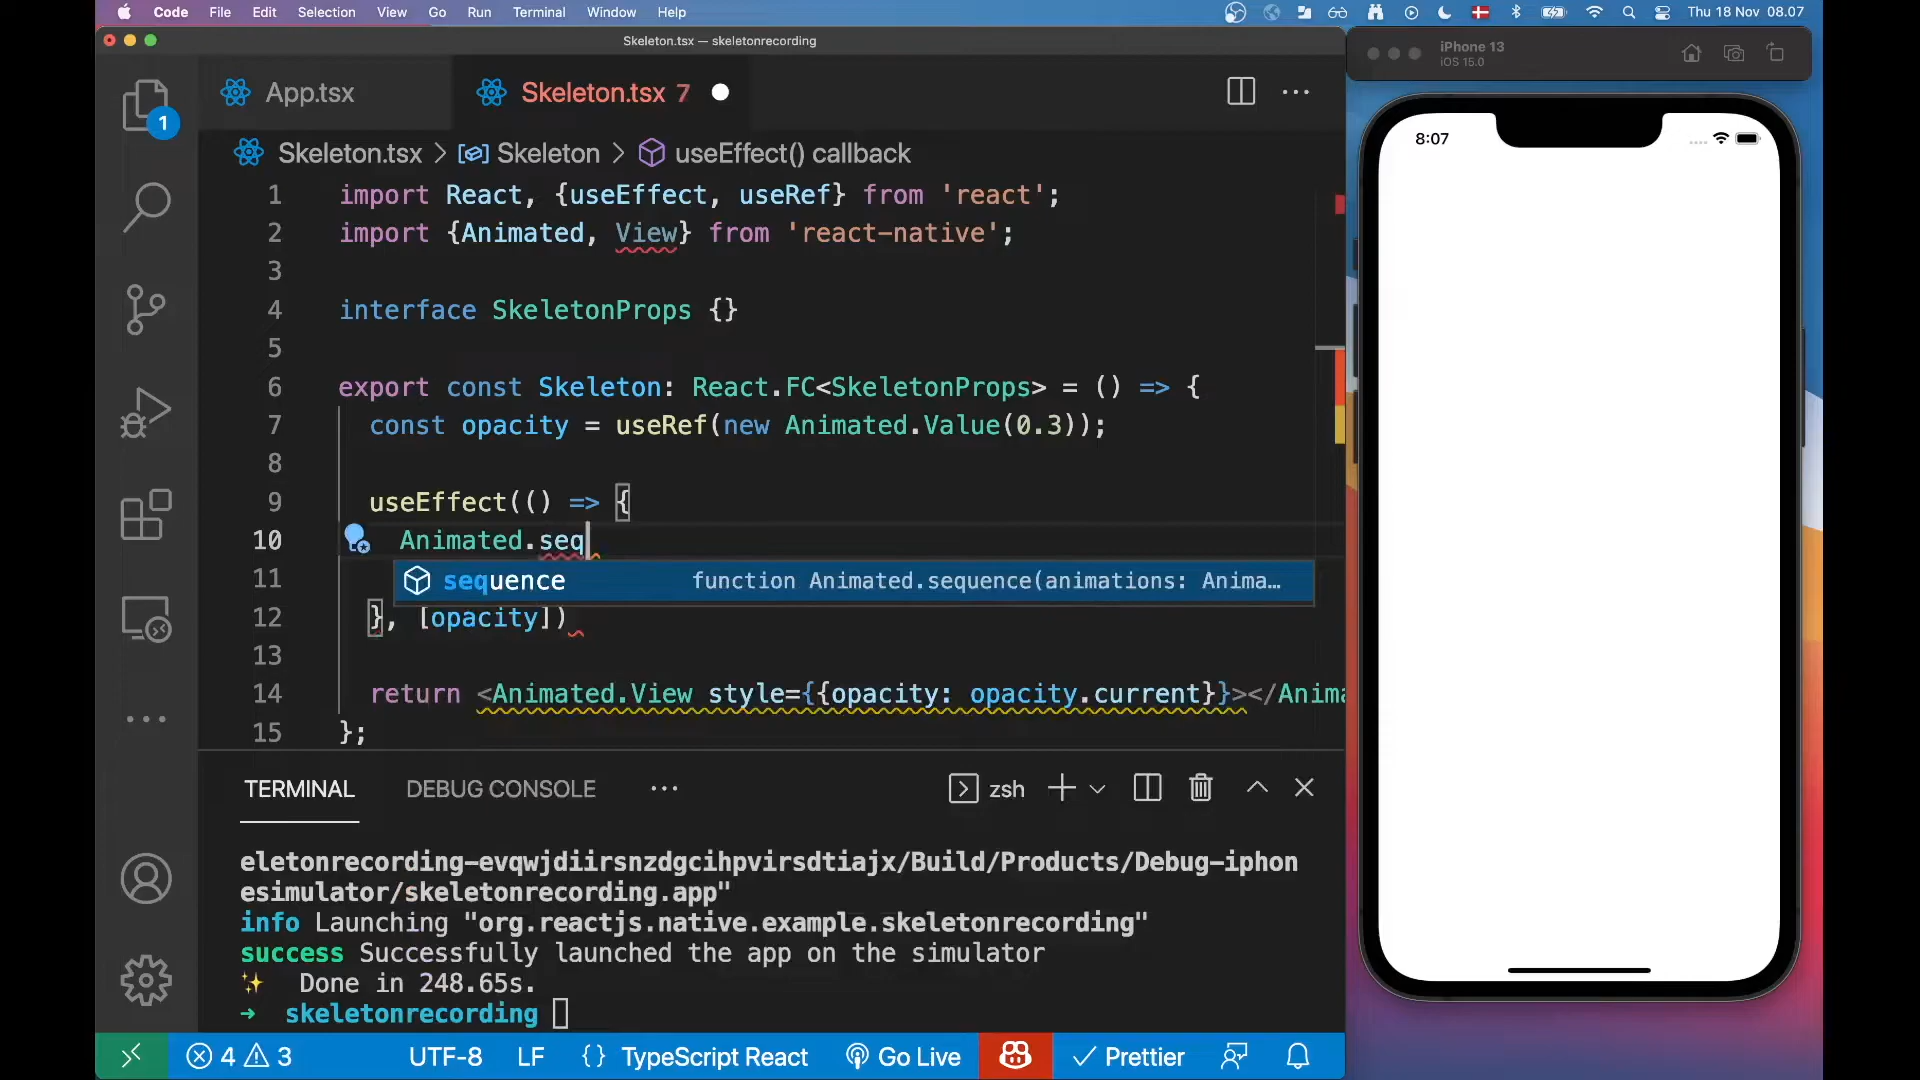 Code File Edit Selection View Go Run Terminal Window Help Thu 18 Nov 08.07
Skeleton.tsx — skeletonrecording
iPhone 13
iOS 15.0
App.tsx Skeleton.tsx 7
1
Skeleton.tsx > Skeleton > useEffect() callback
8:07
1 import React, {useEffect, useRef} from 'react';
2 import {Animated, View} from 'react-native';
3
4 interface SkeletonProps {}
5
6 export const Skeleton: React.FC<SkeletonProps> = () => {
7 const opacity = useRef(new Animated.Value(0.3));
8
9 useEffect(() => {
10 Animated.seq
11 sequence function Animated.sequence(animations: Anima…
12 }, [opacity])
13
14 return <Animated.View style={{opacity: opacity.current}}></Anima
15 };
TERMINAL DEBUG CONSOLE ··· zsh
eletonrecording-evqwjdiirsnzdgcihpvirsdtiajx/Build/Products/Debug-iphon
esimulator/skeletonrecording.app"
info Launching "org.reactjs.native.example.skeletonrecording"
success Successfully launched the app on the simulator
✨ Done in 248.65s.
➜ skeletonrecording
4 3 UTF-8 LF {} TypeScript React Go Live Prettier